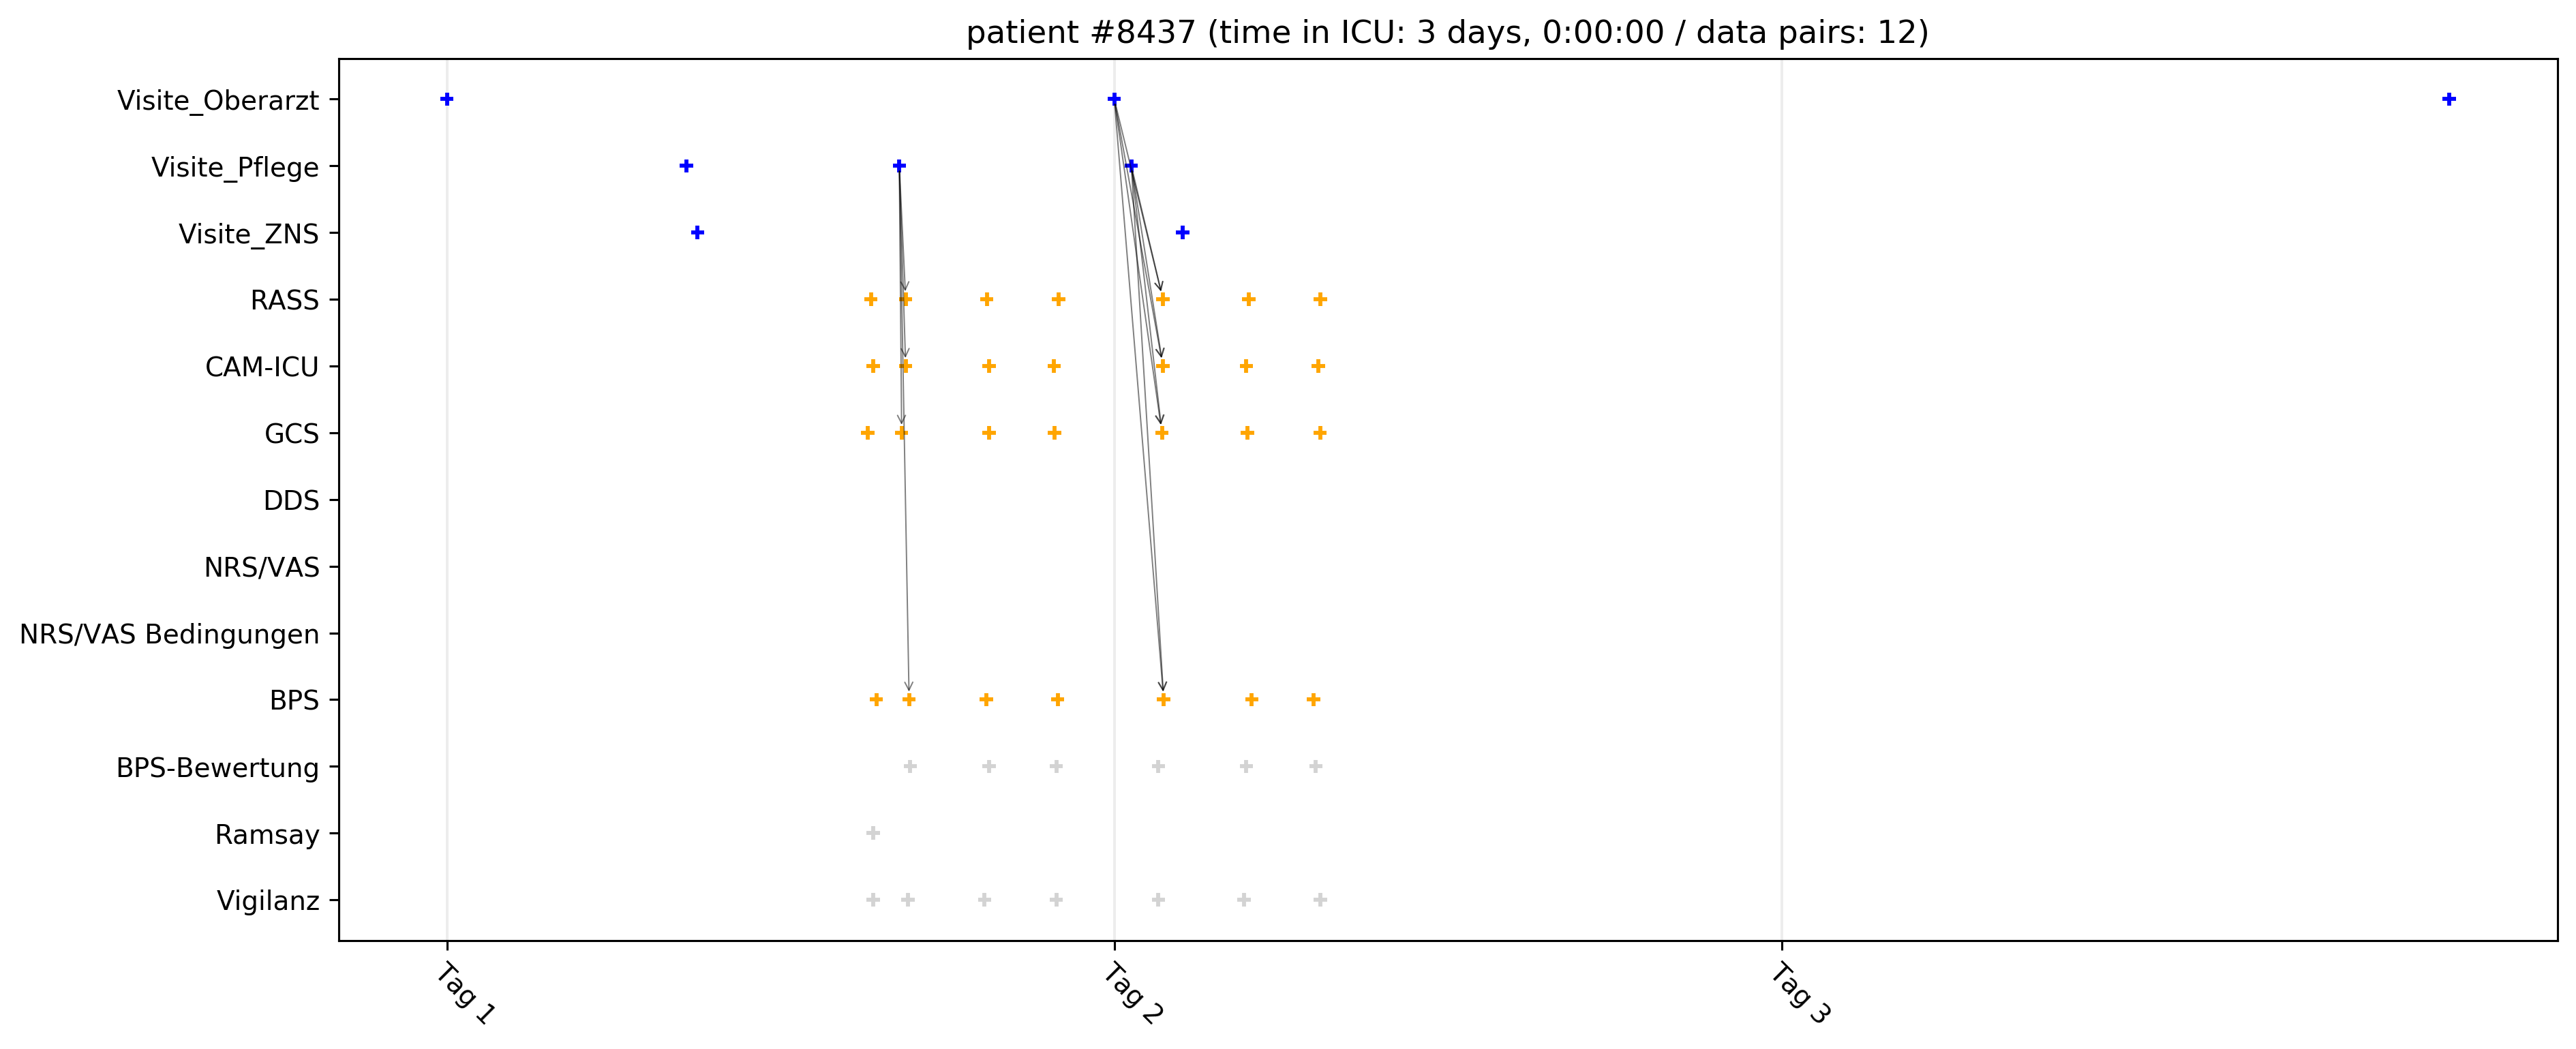 patient #8437 (time in ICU: 3 days, 0:00:00 / data pairs: 12)
Visite_Oberarzt
Visite_Pflege
Visite_ZNS
RASS
CAM-ICU
GCS
DDS
NRS/VAS
NRS/VAS Bedingungen
BPS
BPS-Bewertung
Ramsay
Vigilanz
Tag 1
Tag 2
Tag 3